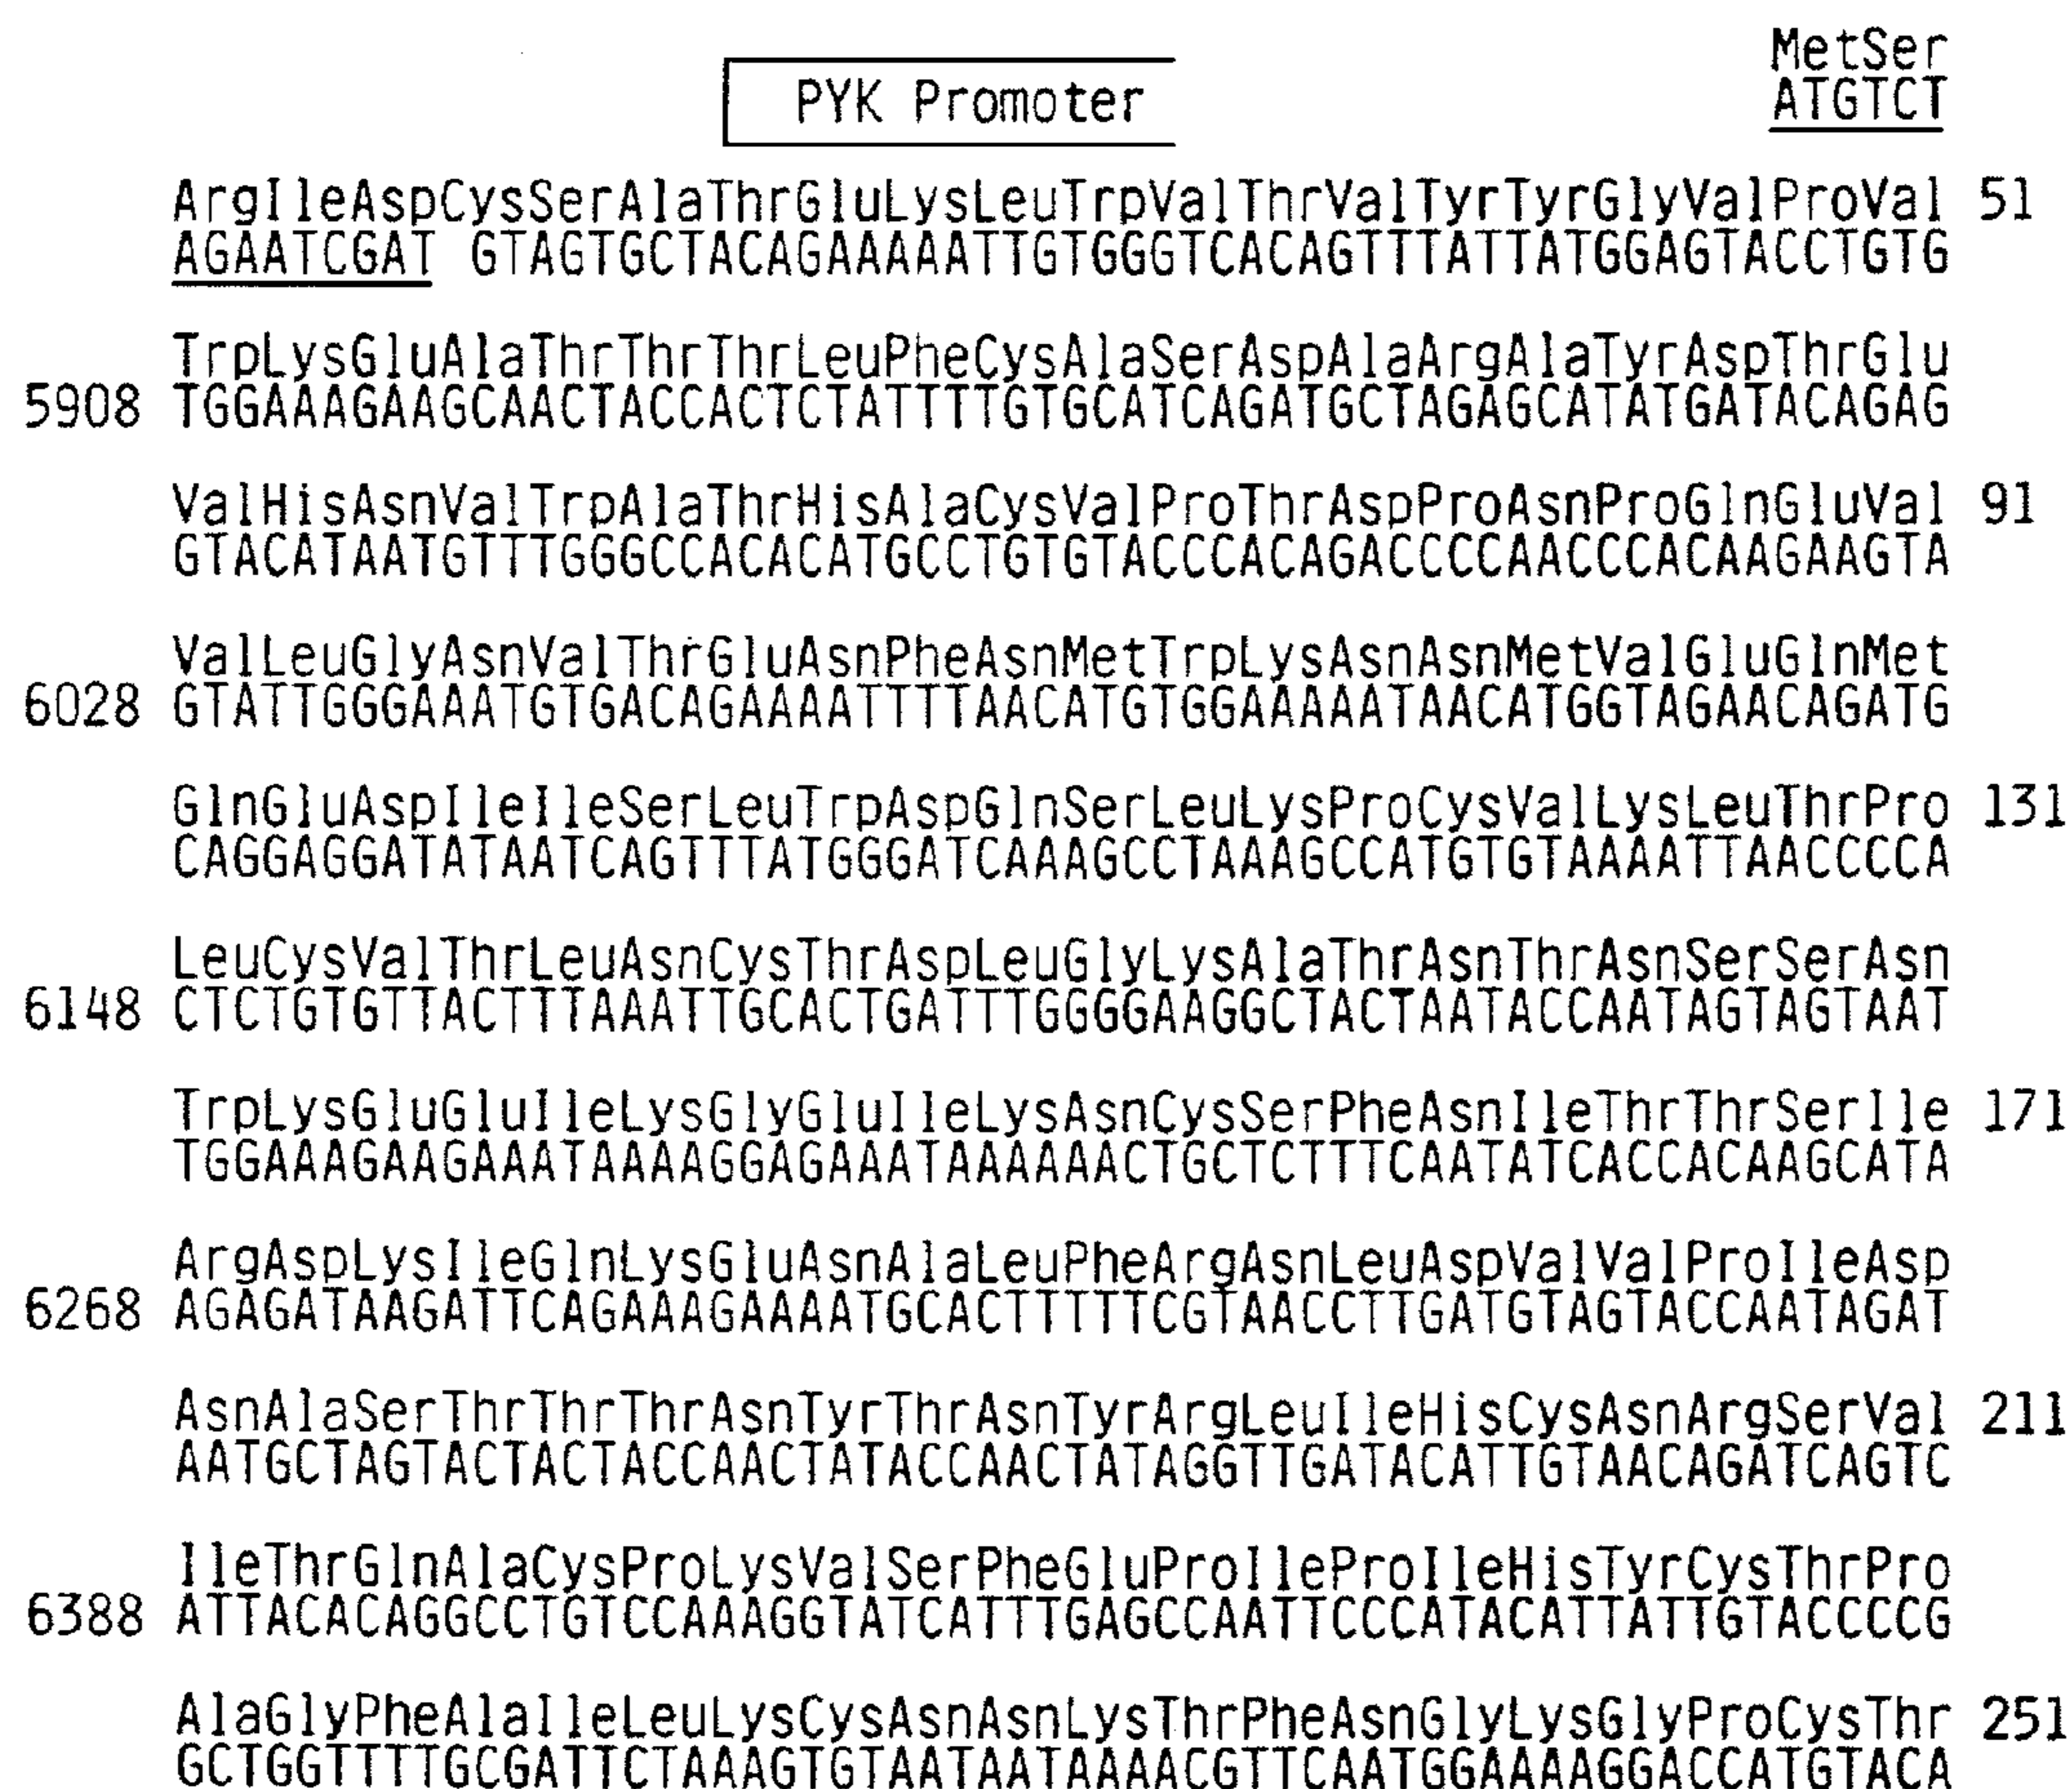 MetSer
PYK Promoter ATGTCT
ArgIleAspCysSerAlaThrGluLysLeuTrpValThrValTyrTyrGlyValProVal 51
AGAATCGAT GTAGTGCTACAGAAAAATTGTGGGTCACAGTTTATTATGGAGTACCTGTG
TrpLysGluAlaThrThrThrLeuPheCysAlaSerAspAlaArgAlaTyrAspThrGlu
5908 TGGAAAGAAGCAACTACCACTCTATTTTGTGCATCAGATGCTAGAGCATATGATACAGAG
ValHisAsnValTrpAlaThrHisAlaCysValProThrAspProAsnProGlnGluVal 91
GTACATAATGTTTGGGCCACACATGCCTGTGTACCCACAGACCCCAACCCACAAGAAGTA
ValLeuGlyAsnValThrGluAsnPheAsnMetTrpLysAsnAsnMetValGluGlnMet
6028 GTATTGGGAAATGTGACAGAAAATTTTAACATGTGGAAAAATAACATGGTAGAACAGATG
GlnGluAspIleIleSerLeuTrpAspGlnSerLeuLysProCysValLysLeuThrPro 131
CAGGAGGATATAATCAGTTTATGGGATCAAAGCCTAAAGCCATGTGTAAAATTAACCCCA
LeuCysValThrLeuAsnCysThrAspLeuGlyLysAlaThrAsnThrAsnSerSerAsn
6148 CTCTGTGTTACTTTAAATTGCACTGATTTGGGGAAGGCTACTAATACCAATAGTAGTAAT
TrpLysGluGluIleLysGlyGluIleLysAsnCysSerPheAsnIleThrThrSerIle 171
TGGAAAGAAGAAATAAAAGGAGAAATAAAAAACTGCTCTTTCAATATCACCACAAGCATA
ArgAspLysIleGlnLysGluAsnAlaLeuPheArgAsnLeuAspValValProIleAsp
6268 AGAGATAAGATTCAGAAAGAAAATGCACTTTTTCGTAACCTTGATGTAGTACCAATAGAT
AsnAlaSerThrThrThrAsnTyrThrAsnTyrArgLeuIleHisCysAsnArgSerVal 211
AATGCTAGTACTACTACCAACTATACCAACTATAGGTTGATACATTGTAACAGATCAGTC
IleThrGlnAlaCysProLysValSerPheGluProIleProIleHisTyrCysThrPro
6388 ATTACACAGGCCTGTCCAAAGGTATCATTTGAGCCAATTCCCATACATTATTGTACCCCG
AlaGlyPheAlaIleLeuLysCysAsnAsnLysThrPheAsnGlyLysGlyProCysThr 251
GCTGGTTTTGCGATTCTAAAGTGTAATAATAAAACGTTCAATGGAAAAGGACCATGTACA